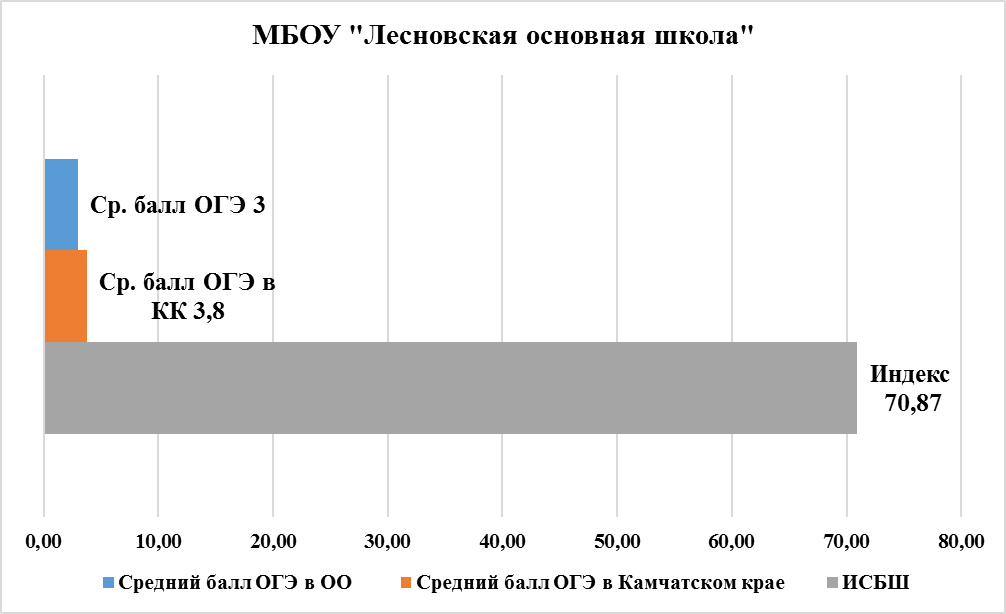 МБОУ "Лесновская основная школа"
Ср. балл ОГЭ 3
Ср. балл ОГЭ в
КК 3,8
Индекс
70,87
0,00 10,00 20,00 30,00 40,00 50,00 60,00 70,00 80,00
Средний балл ОГЭ в ОО Средний балл ОГЭ в Камчатском крае ИСБШ